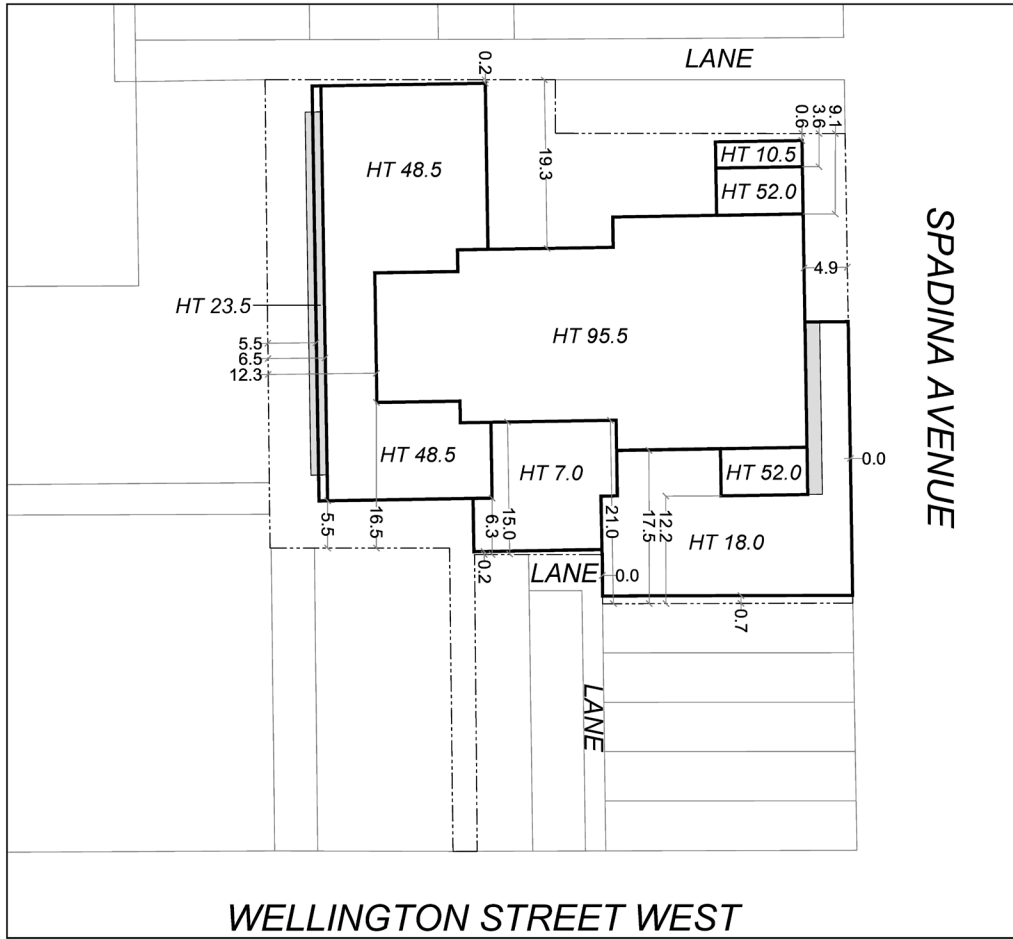 LANE
0.2
0.6
3.6
9.1
HT 10.5
HT 48.5
19.3
HT 52.0
4.9
SPADINA AVENUE
HT 23.5
HT 95.5
5.5
6.5
12.3
HT 48.5
HT 7.0
HT 52.0
0.0
5.5
16.5
6.3
15.0
21.0
17.5
12.2
HT 18.0
0.2
LANE
0.0
0.7
LANE
WELLINGTON STREET WEST